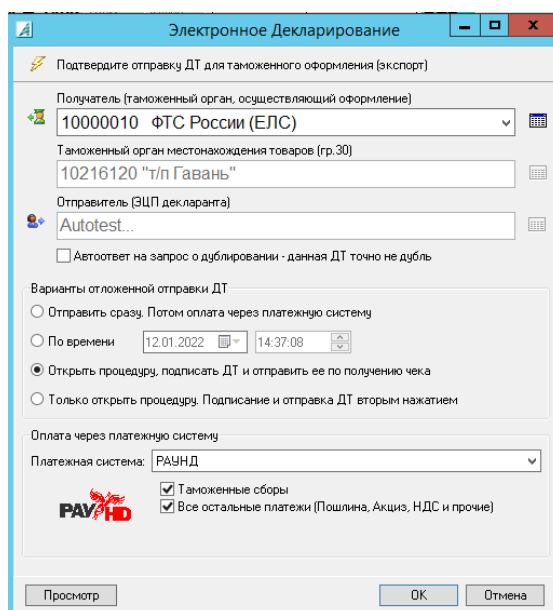 Электронное Декларирование
Подтвердите отправку ДТ для таможенного оформления (экспорт)
Получатель (таможенный орган, осуществляющий оформление)
10000010 ФТС России (ЕЛС)
Таможенный орган местонахождения товаров (гр.30)
10216120 "т/п Гавань"
Отправитель (ЭЦП декларанта)
Autotest...
Автоответ на запрос о дублировании - данная ДТ точно не дубль
Варианты отложенной отправки ДТ
Отправить сразу. Потом оплата через платежную систему
По времени 12.01.2022 14:37:08
Открыть процедуру, подписать ДТ и отправить ее по получению чека
Только открыть процедуру. Подписание и отправка ДТ вторым нажатием
Оплата через платежную систему
Платежная система: РАУНД
Таможенные сборы
Все остальные платежи (Пошлина, Акциз, НДС и прочие)
РАУHD
Просмотр OK Отмена